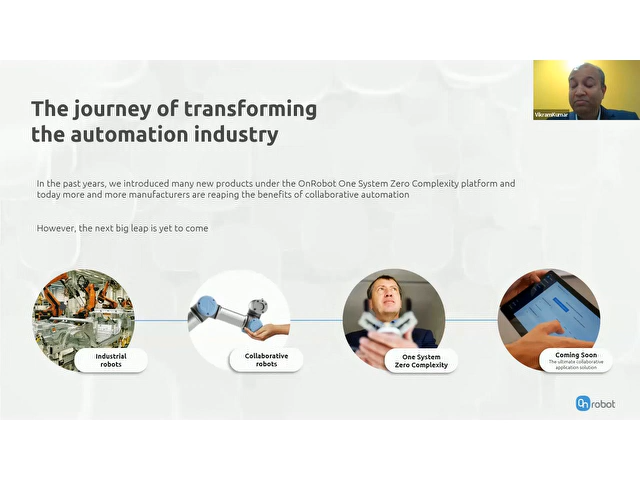 VikramKumar
The journey of transforming
the automation industry
In the past years, we introduced many new products under the OnRobot One System Zero Complexity platform and
today more and more manufacturers are reaping the benefits of collaborative automation
However, the next big leap is yet to come
Industrial
robots
Collaborative
robots
One System
Zero Complexity
Coming Soon
The ultimate collaborative
application solution
On robot